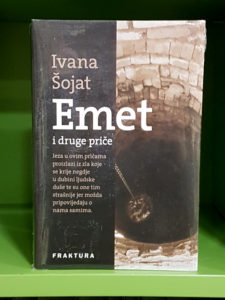 Ivana
Šojat
Emet
i druge priče
Jeza u ovim pričama
proizlazi iz zla koje
se krije negdje
u dubini ljudske
duše te su one tim
strašnije jer možda
pripovijedaju o
nama samima.
FRAKTURA